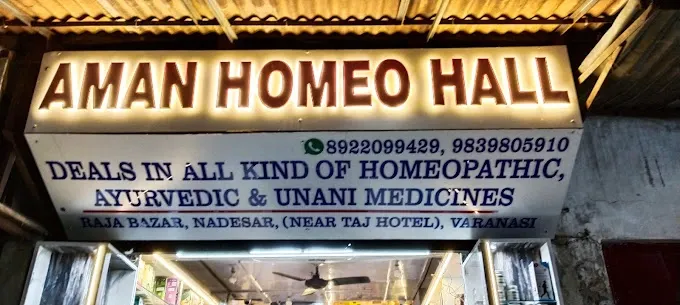 AMAN HOMEO HALL
8922099429, 9839805910
DEALS IN ALL KIND OF HOMEOPATHIC,
AYURVEDIC & UNANI MEDICINES
RAJA BAZAR, NADESAR, (NEAR TAJ HOTEL), VARANASI